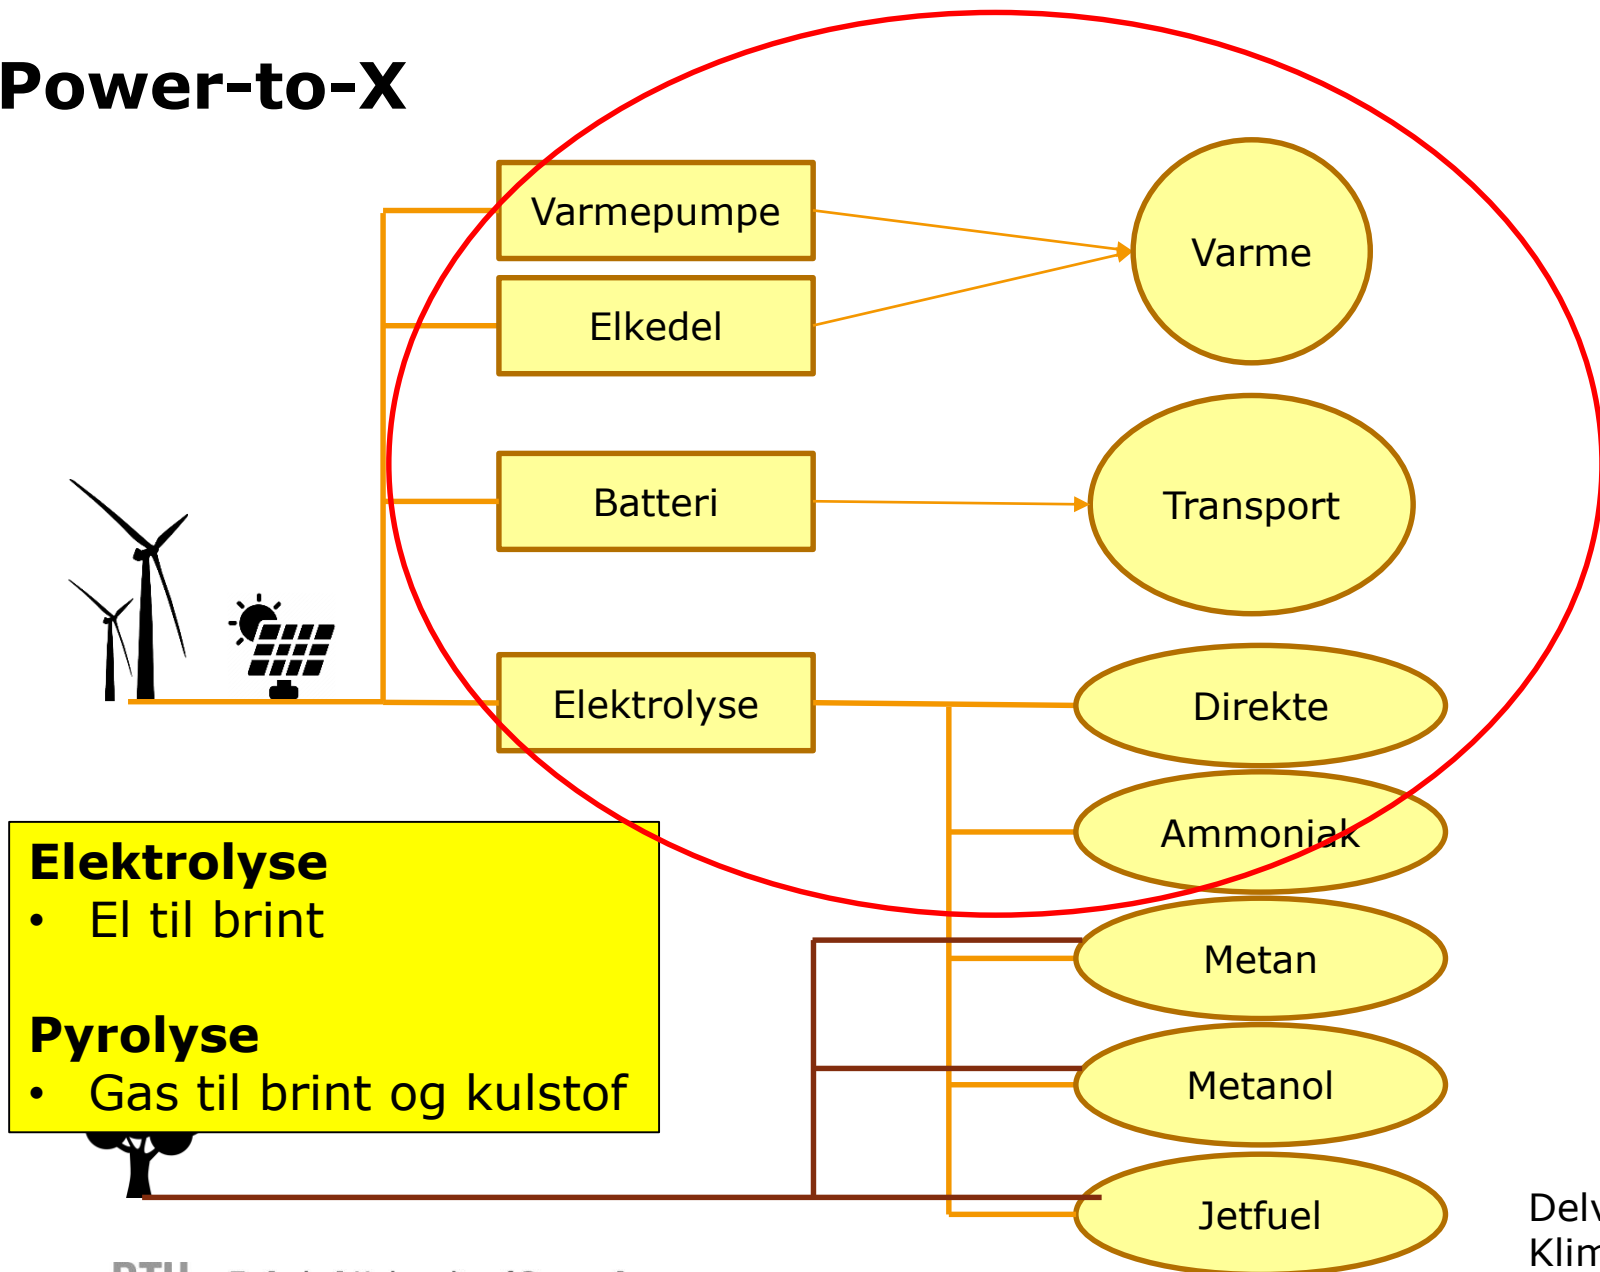 Power-to-X
Varmepumpe
Varme
Elkedel
Batteri
Transport
Elektrolyse
Direkte
Ammoniak
Metan
Metanol
Jetfuel
Elektrolyse
• El til brint
Pyrolyse
• Gas til brint og kulstof